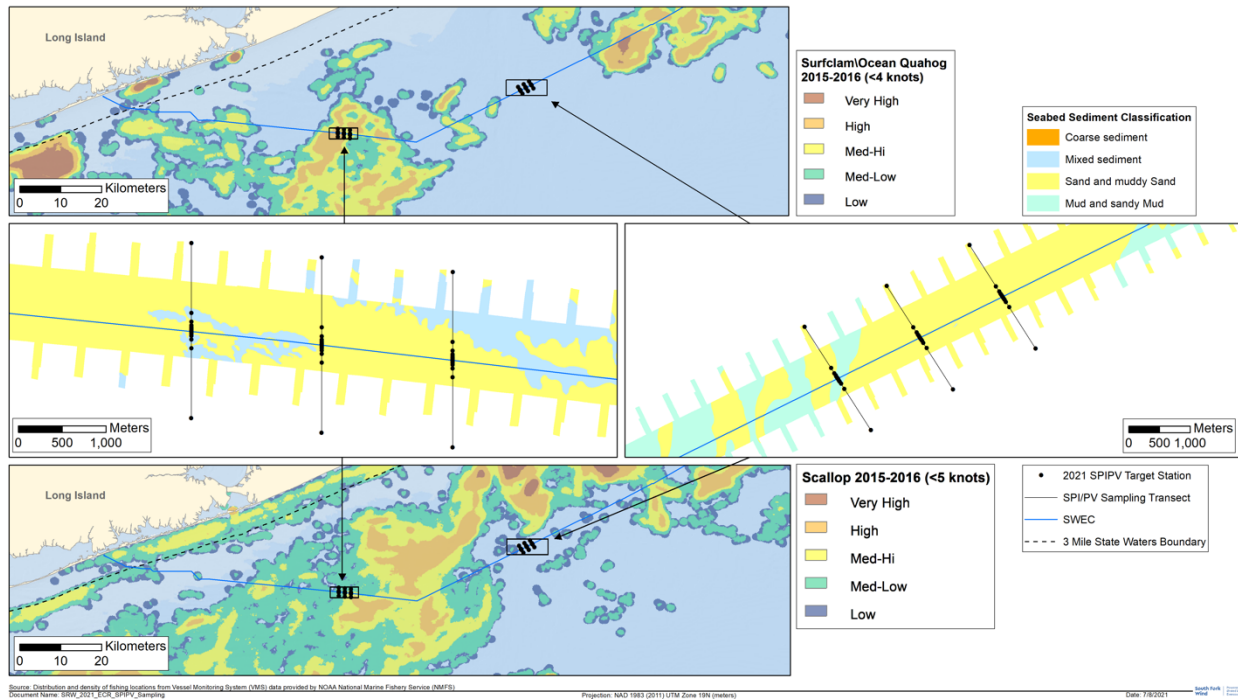 Long Island
Kilometers
0 10 20
Surfclam\Ocean Quahog
2015-2016 (<4 knots)
Very High
High
Med-Hi
Med-Low
Low
Seabed Sediment Classification
Coarse sediment
Mixed sediment
Sand and muddy Sand
Mud and sandy Mud
Meters
0 500 1,000
Meters
0 500 1,000
Long Island
Kilometers
0 10 20
Scallop 2015-2016 (<5 knots)
Very High
High
Med-Hi
Med-Low
Low
2021 SPIPV Target Station
SPI/PV Sampling Transect
SWEC
3 Mile State Waters Boundary
Source: Distribution and density of fishing locations from Vessel Monitoring System (VMS) data provided by NOAA National Marine Fishery Service (NMFS)
Document Name: SRW_2021_ECR_SPIPV_Sampling
Projection: NAD 1983 (2011) UTM Zone 19N (meters)
Date: 7/8/2021
South Fork
Wind